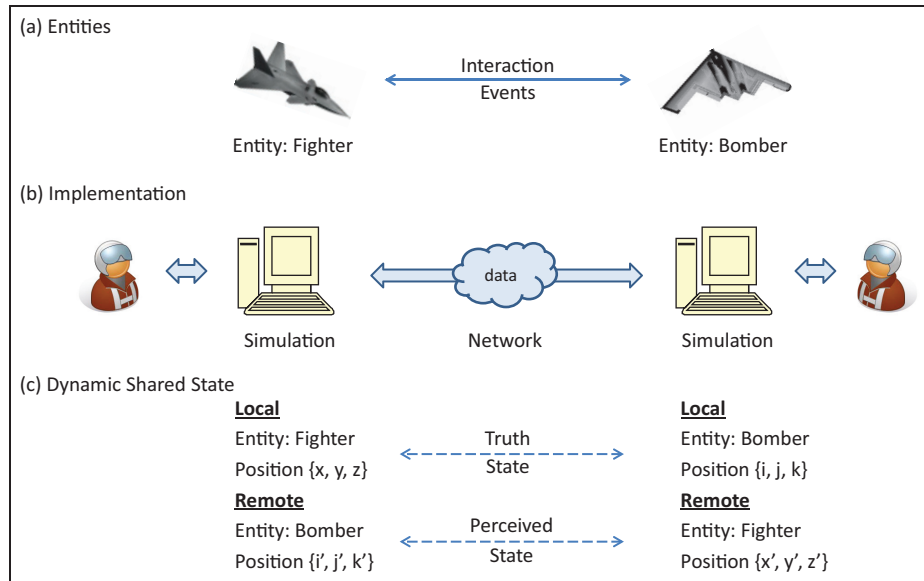 (a) Entities
Interaction
Events
Entity: Fighter
Entity: Bomber
(b) Implementation
data
Simulation
Network
Simulation
(c) Dynamic Shared State
Local
Entity: Fighter
Position {x, y, z}
Truth
State
Local
Entity: Bomber
Position {i, j, k}
Remote
Entity: Bomber
Position {i’, j’, k’}
Perceived
State
Remote
Entity: Fighter
Position {x’, y’, z’}